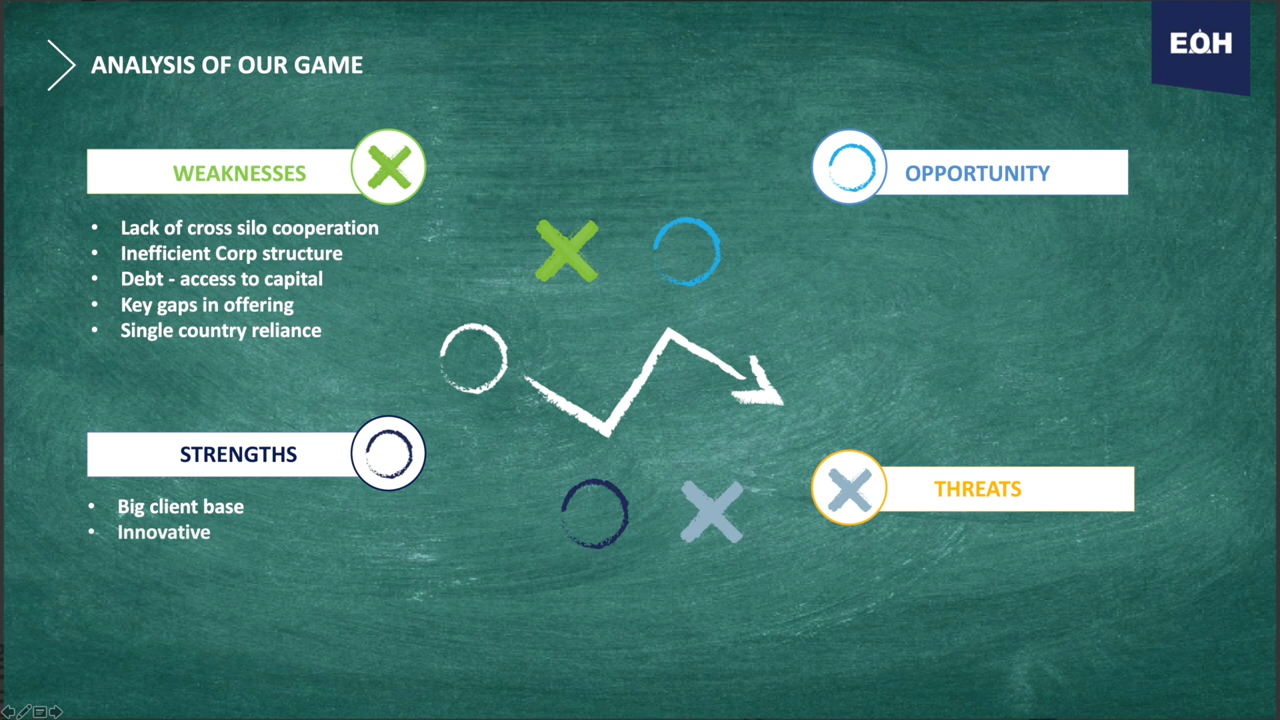 ANALYSIS OF OUR GAME
EOH
WEAKNESSES
• Lack of cross silo cooperation
• Inefficient Corp structure
• Debt - access to capital
• Key gaps in offering
• Single country reliance
OPPORTUNITY
STRENGTHS
• Big client base
• Innovative
THREATS